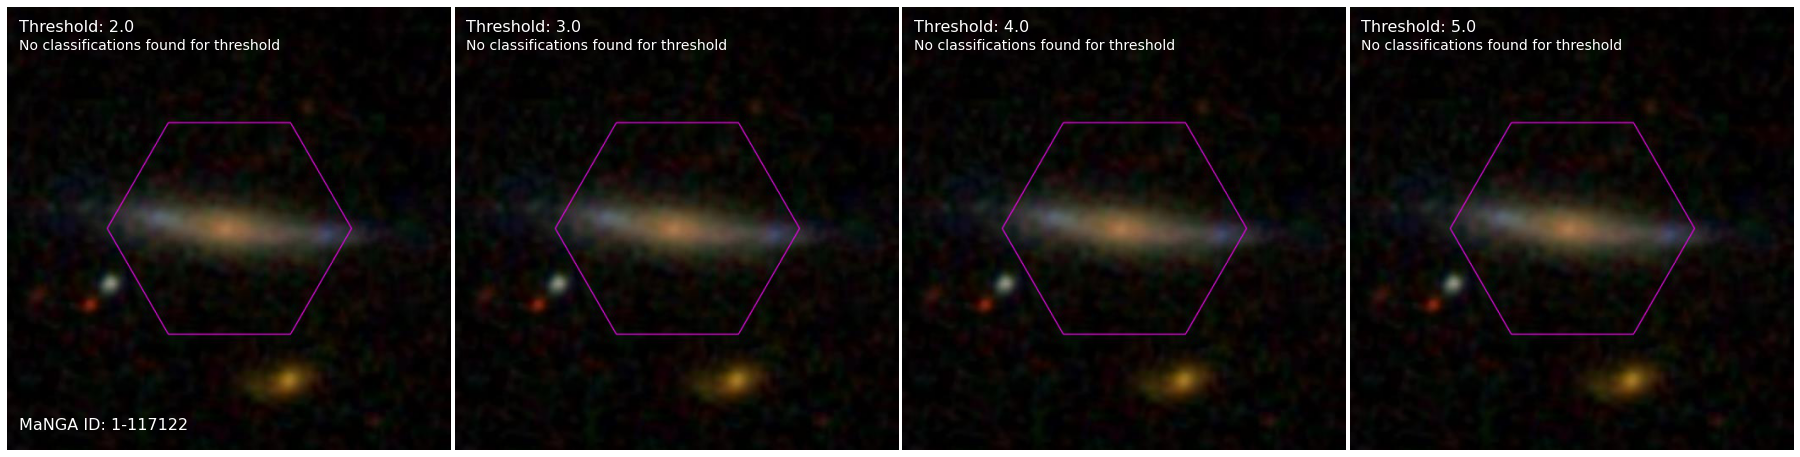 Threshold: 2.0
No classifications found for threshold
MaNGA ID: 1-117122
Threshold: 3.0
No classifications found for threshold
Threshold: 4.0
No classifications found for threshold
Threshold: 5.0
No classifications found for threshold